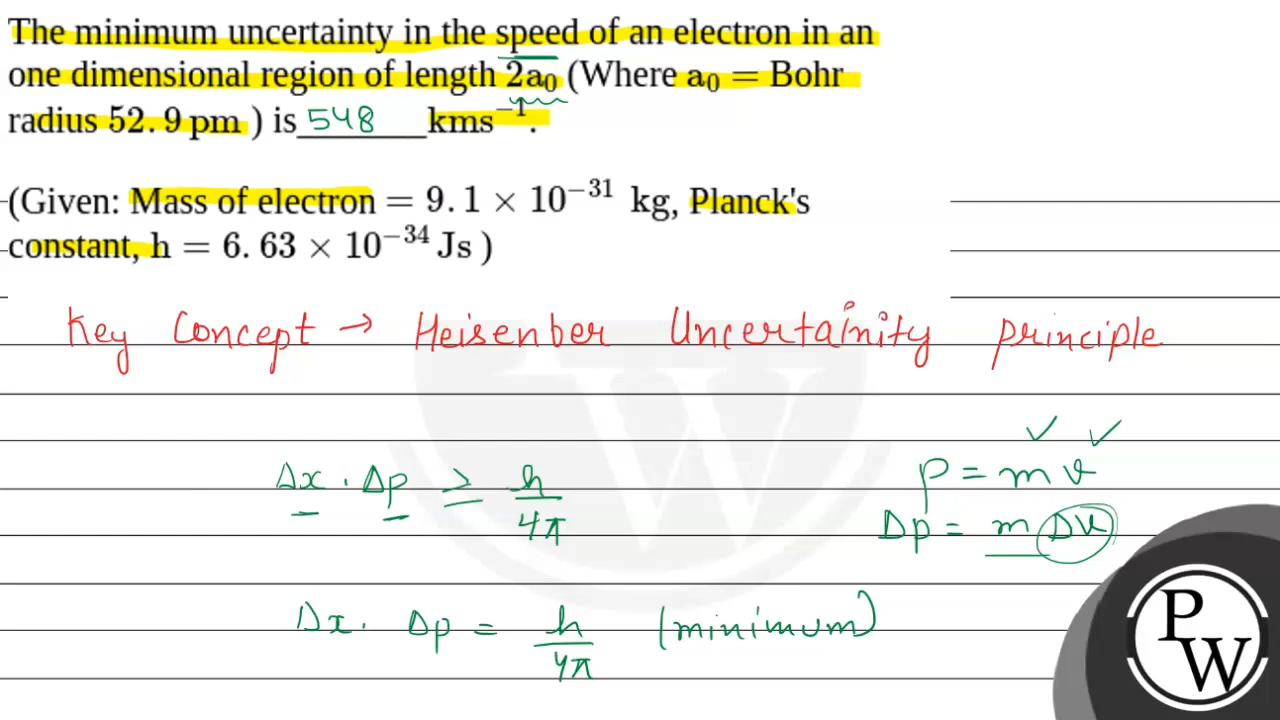 The minimum uncertainty in the speed of an electron in an
one dimensional region of length 2a₀ (Where a₀ = Bohr
radius 52.9 pm ) is 548 kms⁻¹.
(Given: Mass of electron = 9.1 × 10⁻³¹ kg, Planck's
constant, h = 6.63 × 10⁻³⁴ Js )
Key Concept → Heisenber Uncertainity principle
Δx . Δp ≥ h/4π
p = mv
Δp = m Δv
Δx . Δp = h/4π (minimum)
PW